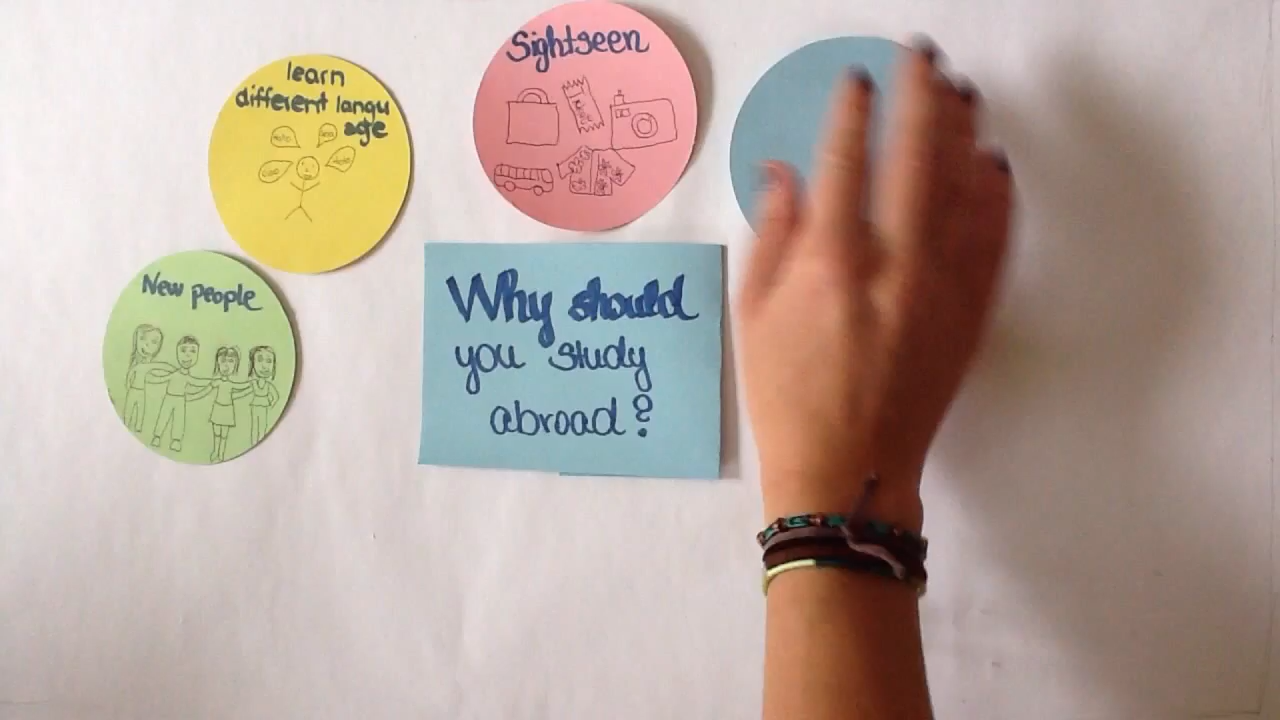 Sightseen
learn
different langu
age
New people
Why should
you study
abroad?